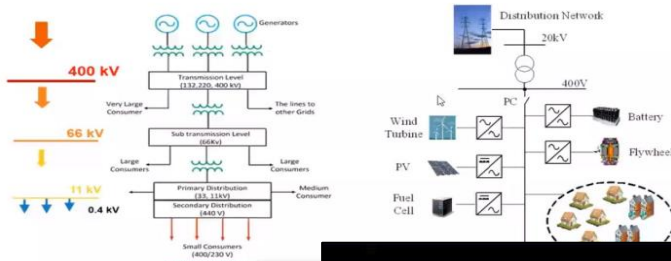 Generators
400 kV
Transmission Level
(132,220, 400 kv)
Very Large
Consumer
The lines to
other Grids
66 kV
Sub transmission Level
(66Kv)
Large
Consumers
Large
Consumers
11 kV
0.4 kV
Primary Distribution
(33, 11kV)
Medium
Consumer
Secondary Distribution
(440 V)
Small Consumers
(400/230 V)
Distribution Network
20kV
400V
PC
Wind
Turbine
Battery
PV
Flywheel
Fuel
Cell